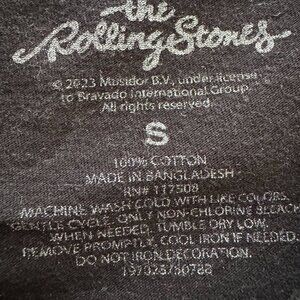 the
Rolling Stones
© 2023 Musidor B.V., under license
to Bravado International Group.
All rights reserved.
S
100% COTTON
MADE IN BANGLADESH
RN# 117508
MACHINE WASH COLD WITH LIKE COLORS,
GENTLE CYCLE. ONLY NON-CHLORINE BLEACH
WHEN NEEDED. TUMBLE DRY LOW.
REMOVE PROMPTLY, COOL IRON IF NEEDED.
DO NOT IRON DECORATION.